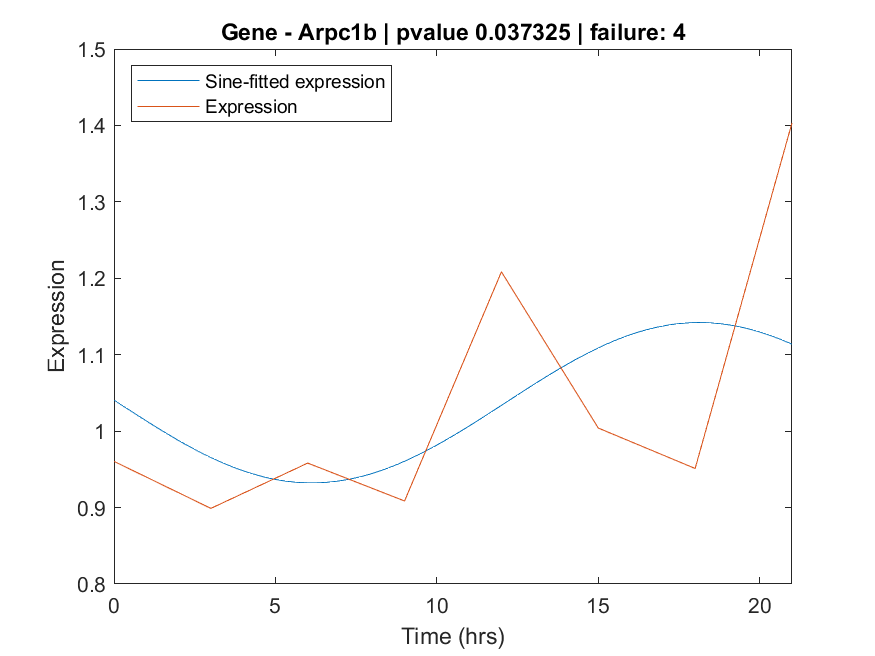 Gene - Arpc1b | pvalue 0.037325 | failure: 4
1.5
1.4
1.3
1.2
1.1
1
0.9
0.8
Expression
Sine-fitted expression
Expression
0 5 10 15 20
Time (hrs)